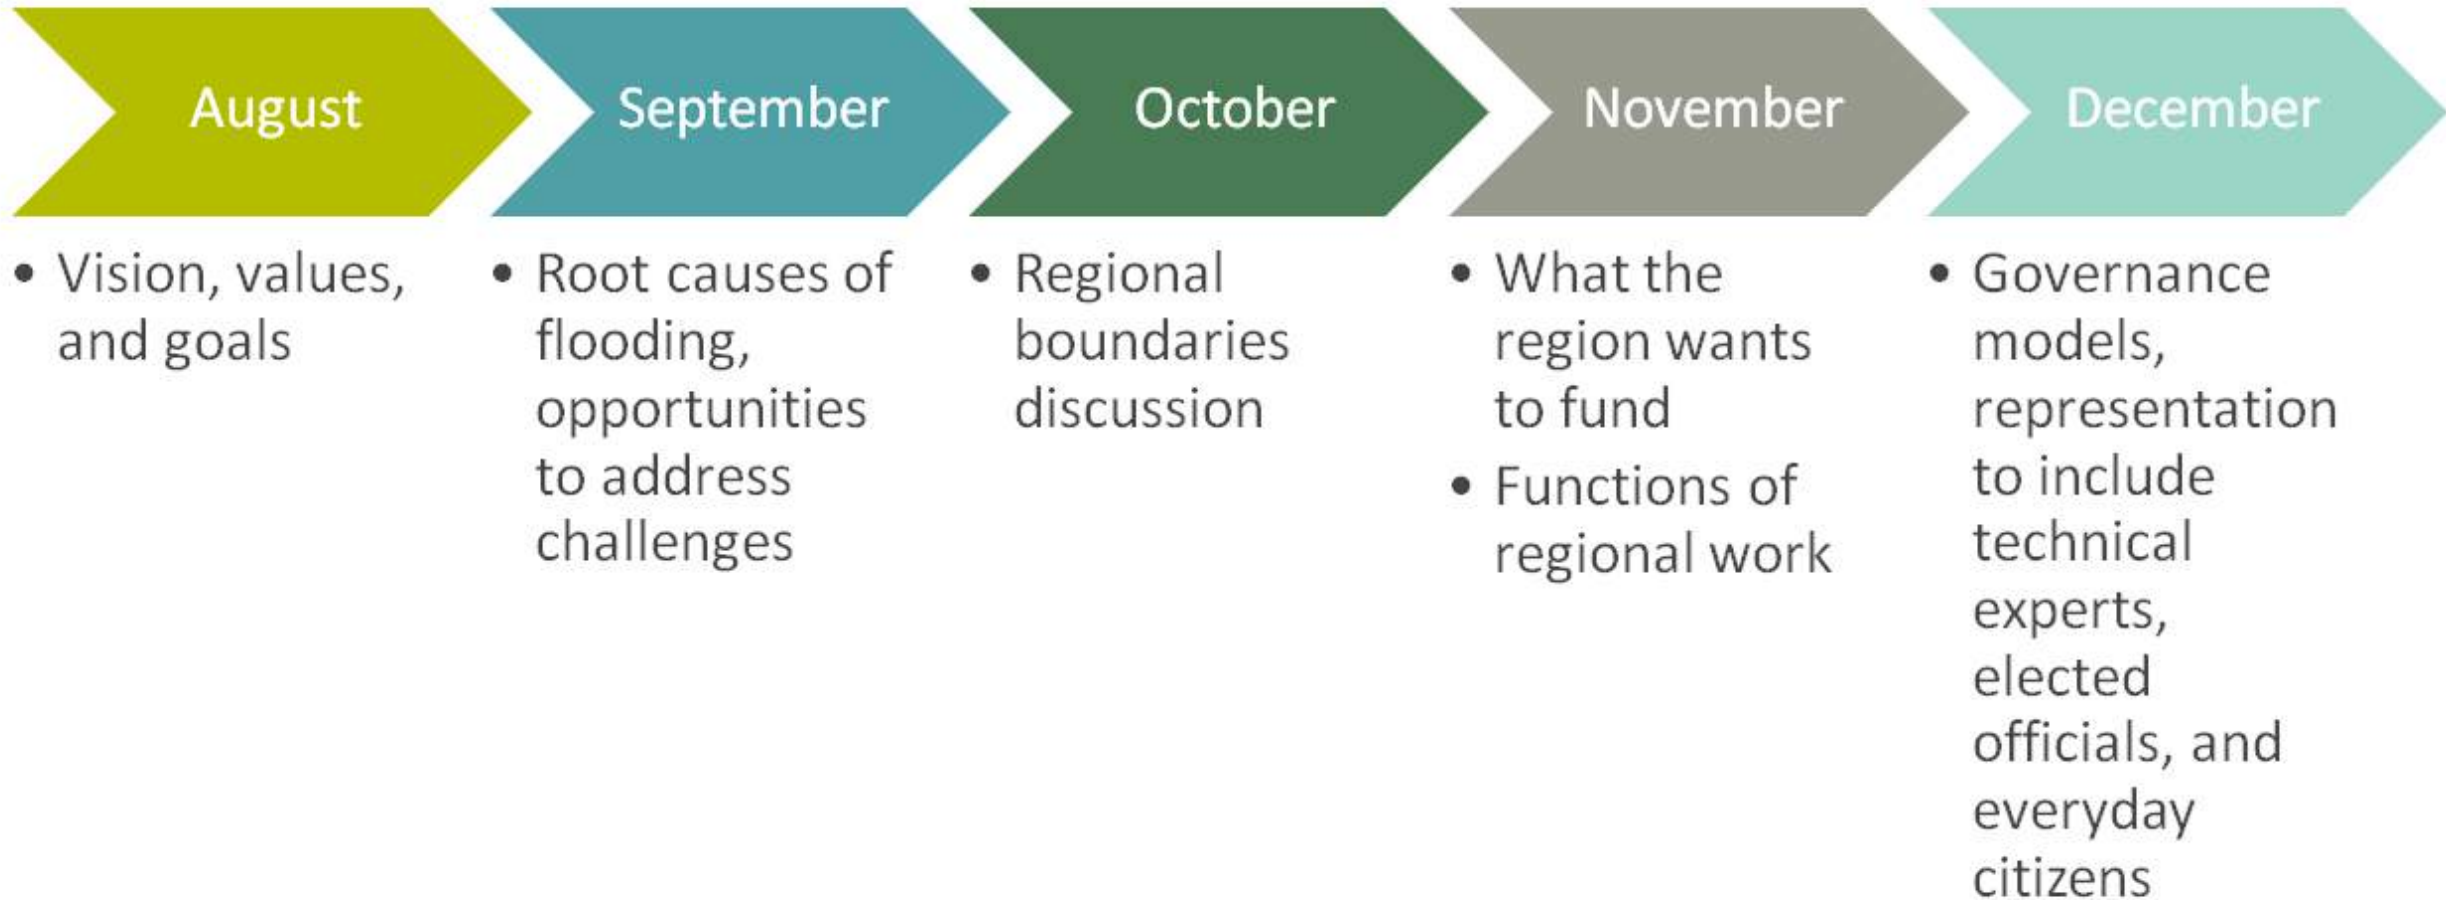 August
• Vision, values,
and goals
September
• Root causes of
flooding,
opportunities
to address
challenges
October
• Regional
boundaries
discussion
November
• What the
region wants
to fund
• Functions of
regional work
December
• Governance
models,
representation
to include
technical
experts,
elected
officials, and
everyday
citizens